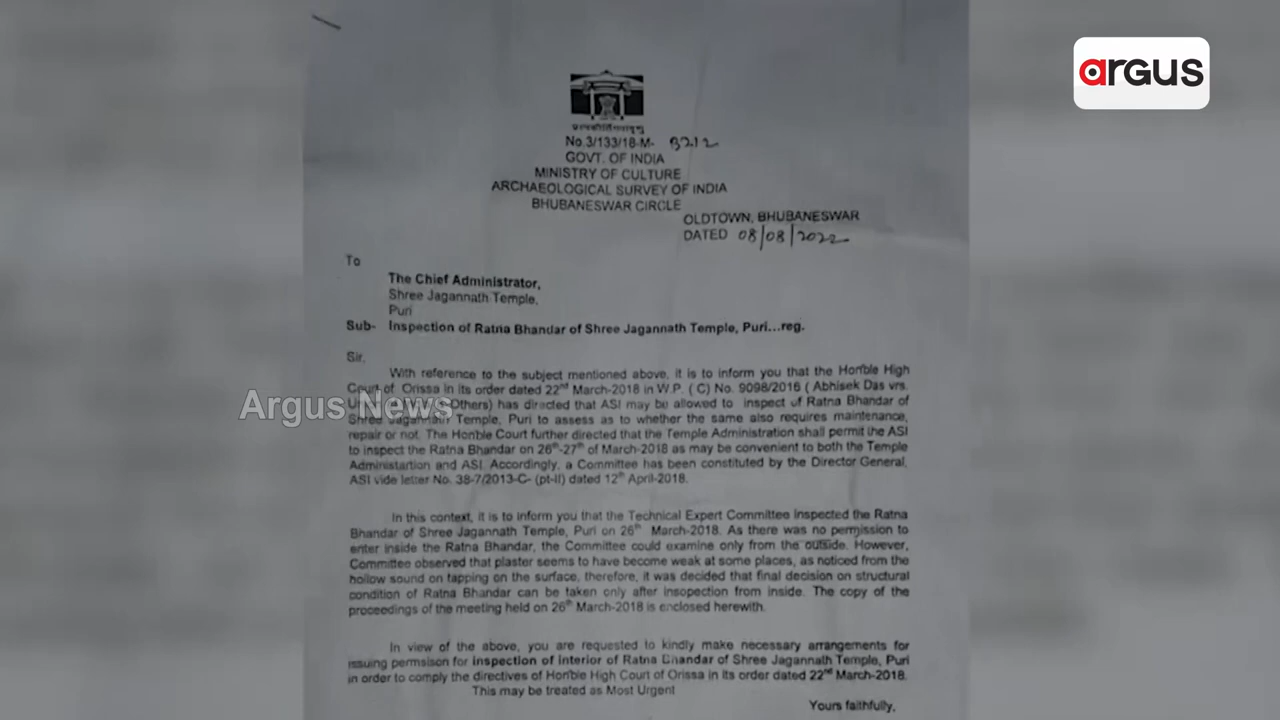 argus
No.3/133/18-M- 3212
GOVT. OF INDIA
MINISTRY OF CULTURE
ARCHAEOLOGICAL SURVEY OF INDIA
BHUBANESWAR CIRCLE
OLDTOWN, BHUBANESWAR
DATED 08/08/2022
To
The Chief Administrator,
Shree Jagannath Temple,
Puri
Sub- Inspection of Ratna Bhandar of Shree Jagannath Temple, Puri...reg.
Sir,
With reference to the subject mentioned above, it is to inform you that the Hon'ble High
Court of Orissa in its order dated 22nd March-2018 in W.P. ( C) No. 9098/2016 ( Abhisek Das vrs.
Others) has directed that ASI may be allowed to inspect of Ratna Bhandar of
Argus News
Shree Jagannath Temple, Puri to assess as to whether the same also requires maintenance,
repair or not. The Hon'ble Court further directed that the Temple Administration shall permit the ASI
to inspect the Ratna Bhandar on 26th-27th of March-2018 as may be convenient to both the Temple
Administartion and ASI. Accordingly, a Committee has been constituted by the Director General,
ASI vide letter No. 38-7/2013-C- (pt-II) dated 12th April-2018.
In this context, it is to inform you that the Technical Expert Committee inspected the Ratna
Bhandar of Shree Jagannath Temple, Puri on 26th March-2018. As there was no permission to
enter inside the Ratna Bhandar, the Committee could examine only from the outside. However,
Committee observed that plaster seems to have become weak at some places, as noticed from the
hollow sound on tapping on the surface, therefore, it was decided that final decision on structural
condition of Ratna Bhandar can be taken only after insopection from inside. The copy of the
proceedings of the meeting held on 26th March-2018 is enclosed herewith.
In view of the above, you are requested to kindly make necessary arrangements for
issuing permsison for inspection of interior of Ratna Bhandar of Shree Jagannath Temple, Puri
in order to comply the directives of Hon'ble High Court of Orissa in its order dated 22nd March-2018.
This may be treated as Most Urgent
Yours faithfully,